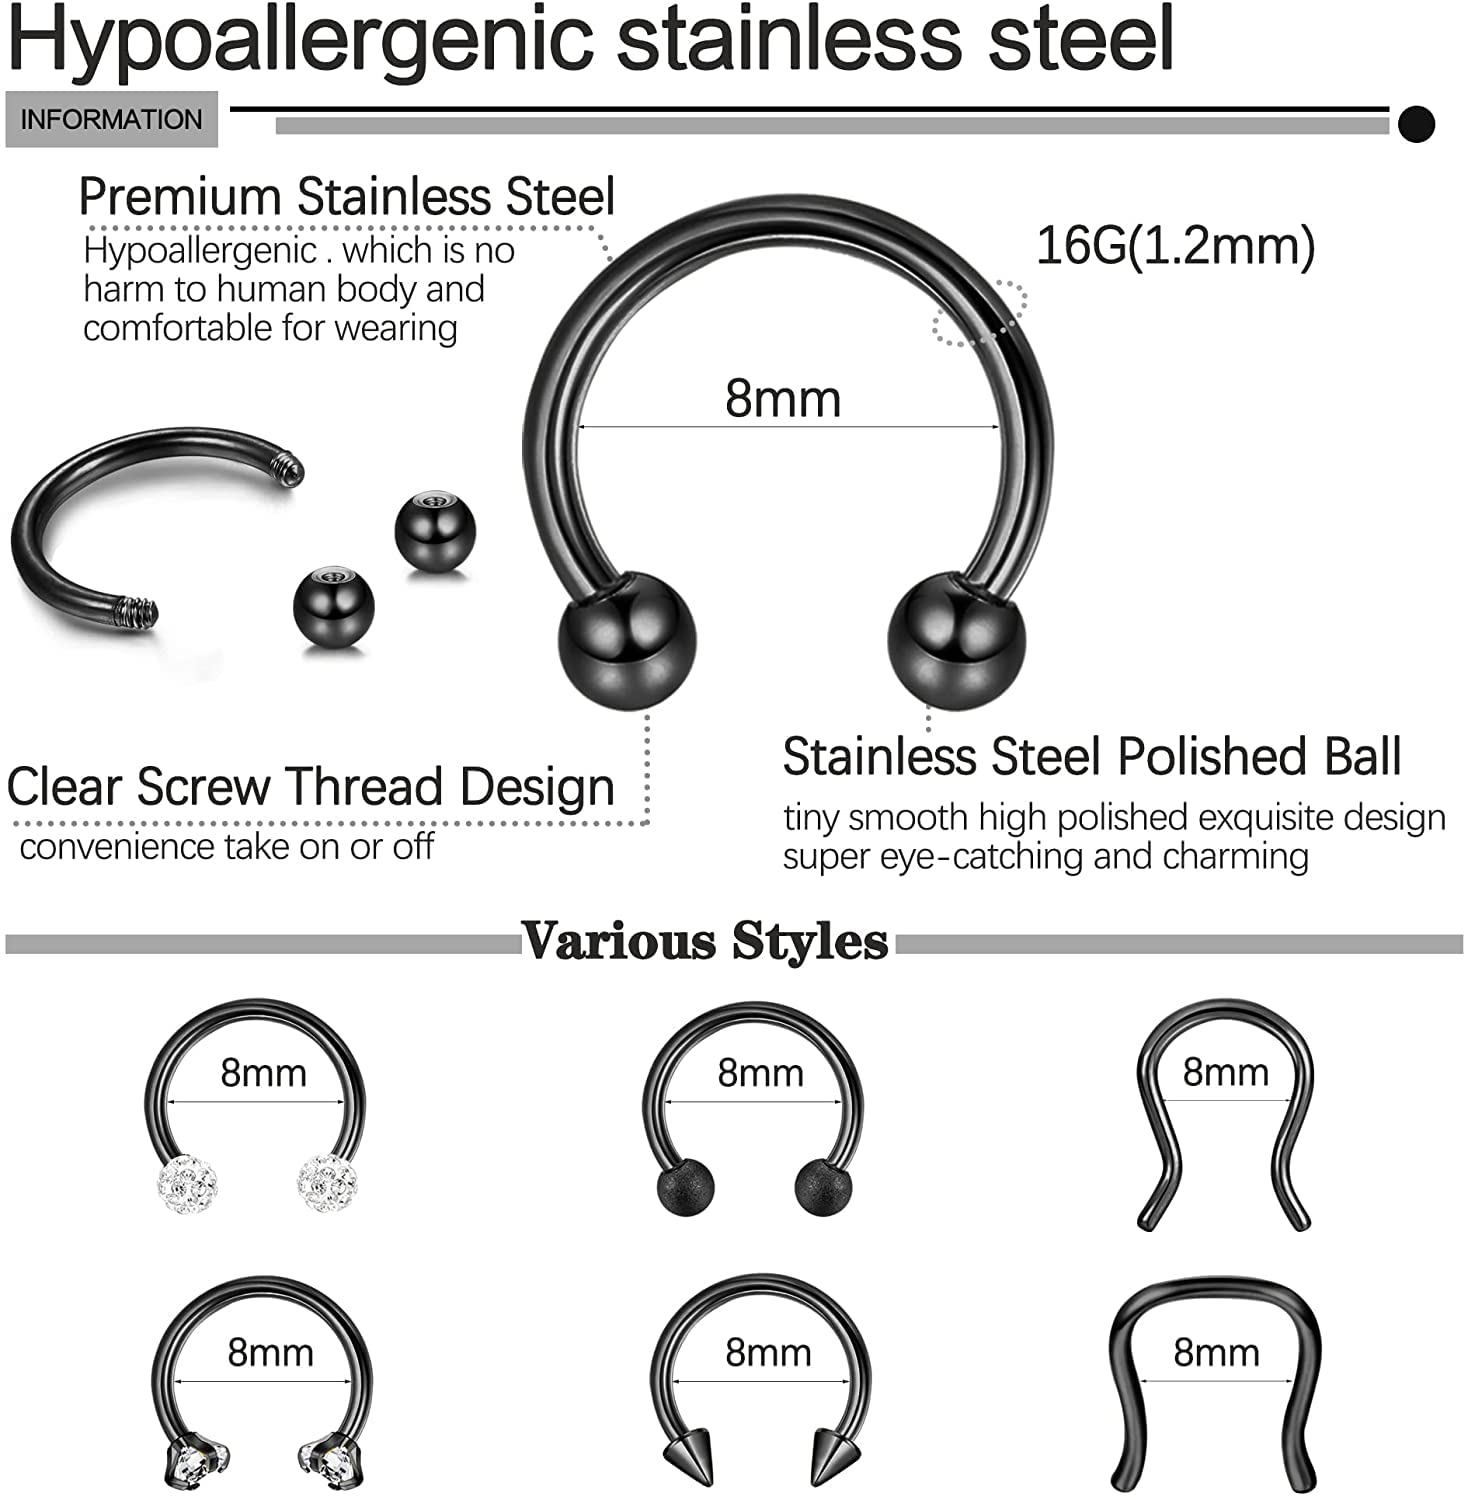 Hypoallergenic stainless steel
INFORMATION
Premium Stainless Steel
Hypoallergenic . which is no
harm to human body and
comfortable for wearing
16G(1.2mm)
8mm
Clear Screw Thread Design
convenience take on or off
Stainless Steel Polished Ball
tiny smooth high polished exquisite design
super eye-catching and charming
Various Styles
8mm
8mm
8mm
8mm
8mm
8mm